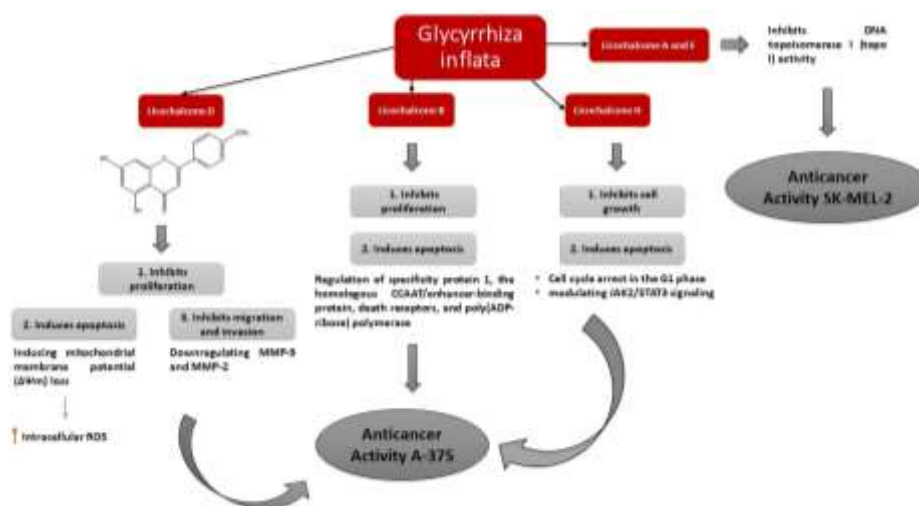 Glycyrrhiza
inflata
Licochalcone A and E
Inhibits DNA
topoisomerase I (topo
I) activity
Licochalcone D
Licochalcone B
Licochalcone H
Anticancer
Activity SK-MEL-2
1. Inhibits
proliferation
2. Induces apoptosis
Regulation of specificity protein 1, the
homologous CCAAT/enhancer-binding
protein, death receptors, and poly(ADP-
ribose) polymerase
1. Inhibits cell
growth
2. Induces apoptosis
• Cell cycle arrest in the G1 phase
• modulating JAK2/STAT3 signaling
1. Inhibits
proliferation
2. Induces apoptosis
Inducing mitochondrial
membrane potential
(ΔΨm) loss
Intracellular ROS
3. Inhibits migration
and invasion
Downregulating MMP-9
and MMP-2
Anticancer
Activity A-375